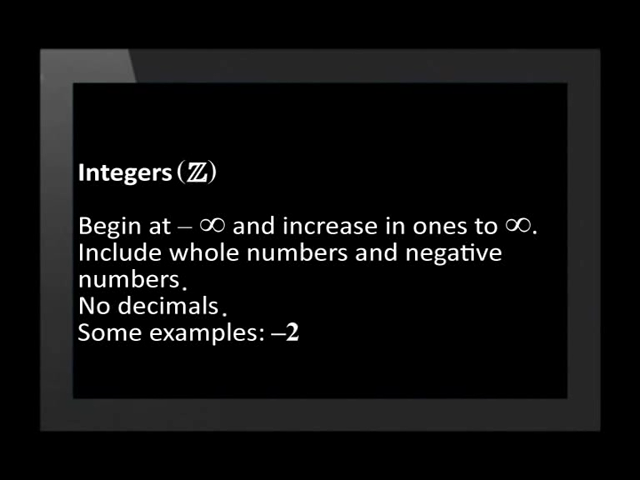 Integers (ℤ)
Begin at – ∞ and increase in ones to ∞.
Include whole numbers and negative
numbers.
No decimals.
Some examples: –2